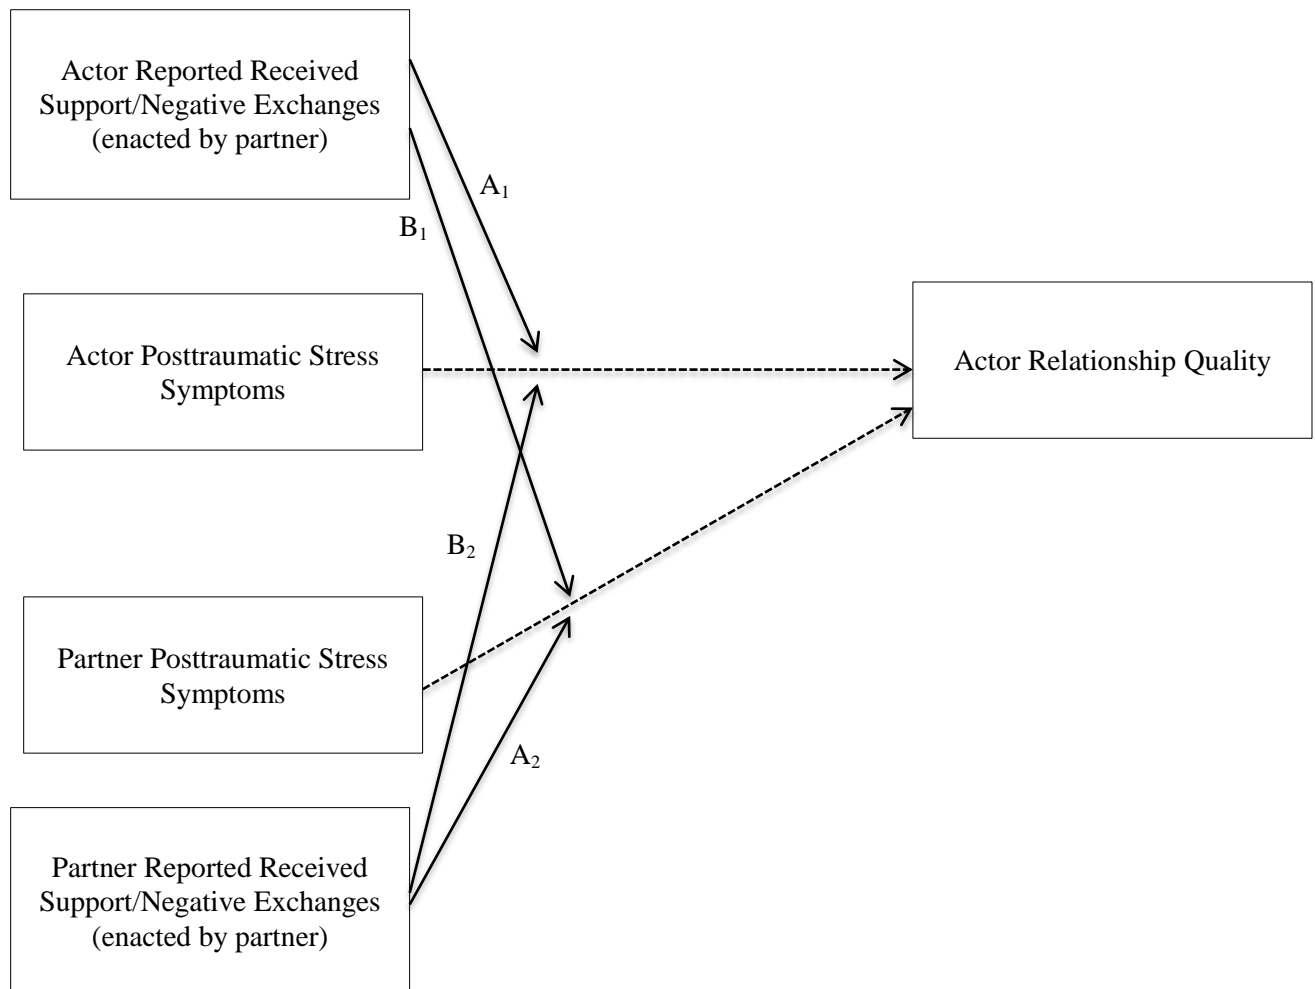 Actor Reported Received
Support/Negative Exchanges
(enacted by partner)
A₁
B₁
Actor Posttraumatic Stress
Symptoms
Actor Relationship Quality
B₂
Partner Posttraumatic Stress
Symptoms
A₂
Partner Reported Received
Support/Negative Exchanges
(enacted by partner)